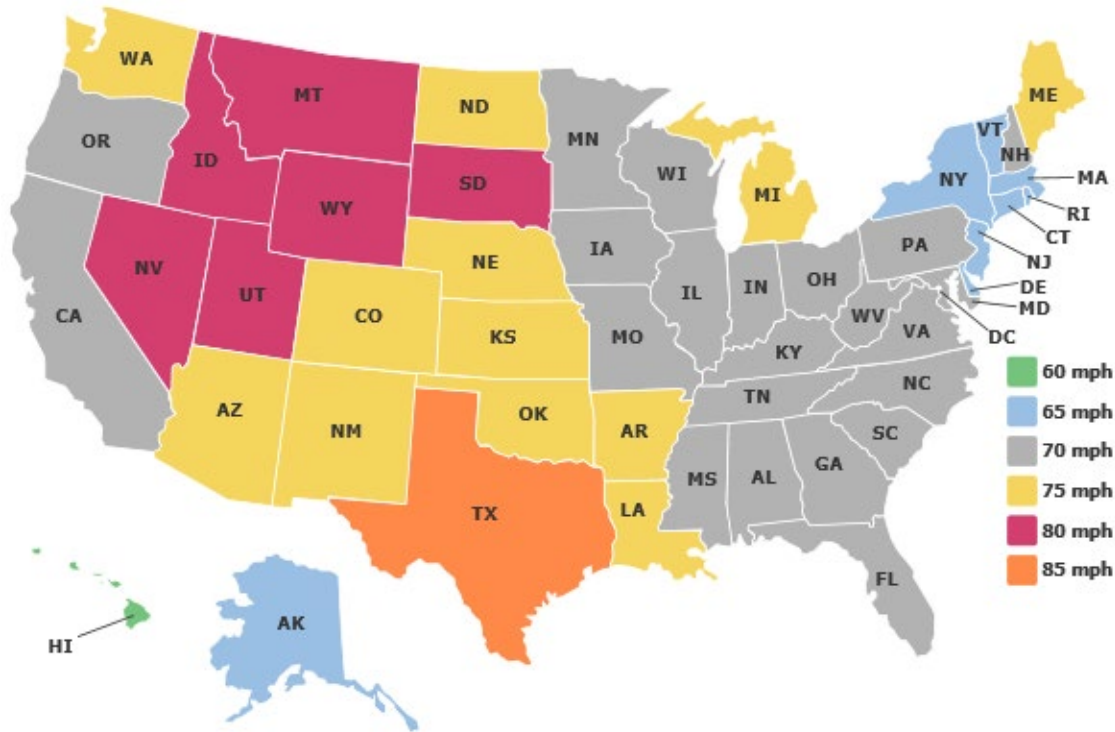 WA
MT
ND
MN
ME
OR
ID
SD
WI
VT
NH
NY
MA
WY
MI
RI
CT
NV
UT
NE
IA
PA
NJ
CA
CO
KS
MO
IL
IN
OH
WV
VA
DE
MD
DC
KY
AZ
NM
OK
AR
TN
NC
SC
TX
LA
MS
AL
GA
FL
HI
AK
60 mph
65 mph
70 mph
75 mph
80 mph
85 mph